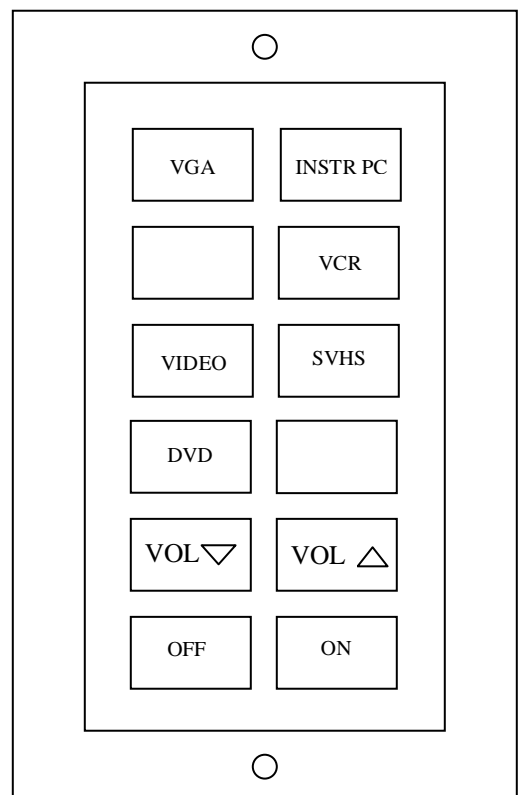 VGA
INSTR PC
VCR
VIDEO
SVHS
DVD
VOL
VOL
OFF
ON